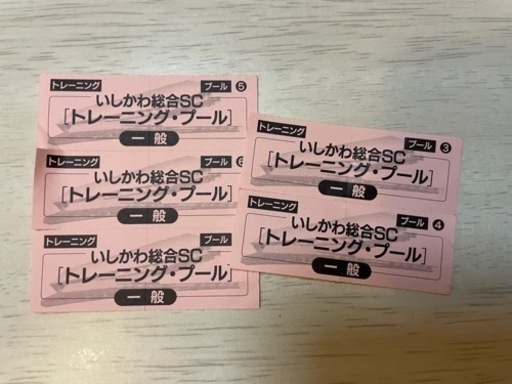 トレーニング プール ⑤
いしかわ総合SC
[トレーニング・プール]
一般
トレーニング プール ⑥
いしかわ総合SC
[トレーニング・プール]
一般
トレーニング プール
いしかわ総合SC
[トレーニング・プール]
一般
トレーニング プール ③
いしかわ総合SC
[トレーニング・プール]
一般
トレーニング プール ④
いしかわ総合SC
[トレーニング・プール]
一般